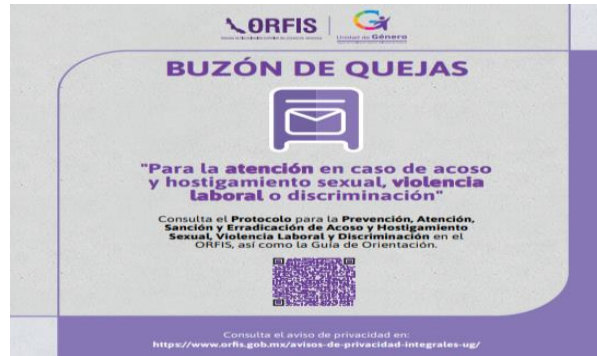 ORFIS
Unidad de Género
BUZÓN DE QUEJAS
"Para la atención en caso de acoso
y hostigamiento sexual, violencia
laboral o discriminación"
Consulta el Protocolo para la Prevención, Atención,
Sanción y Erradicación de Acoso y Hostigamiento
Sexual, Violencia Laboral y Discriminación en el
ORFIS, así como la Guía de Orientación.
Consulta el aviso de privacidad en:
https://www.orfis.gob.mx/avisos-de-privacidad-integrales-ug/